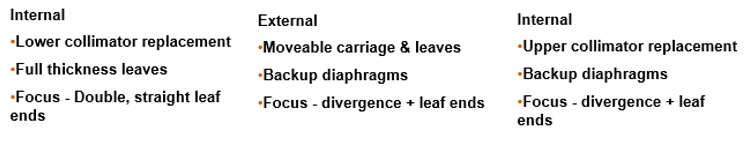 Internal
•Lower collimator replacement
•Full thickness leaves
•Focus - Double, straight leaf
ends
External
•Moveable carriage & leaves
•Backup diaphragms
•Focus - divergence + leaf ends
Internal
•Upper collimator replacement
•Backup diaphragms
•Focus - divergence + leaf
ends